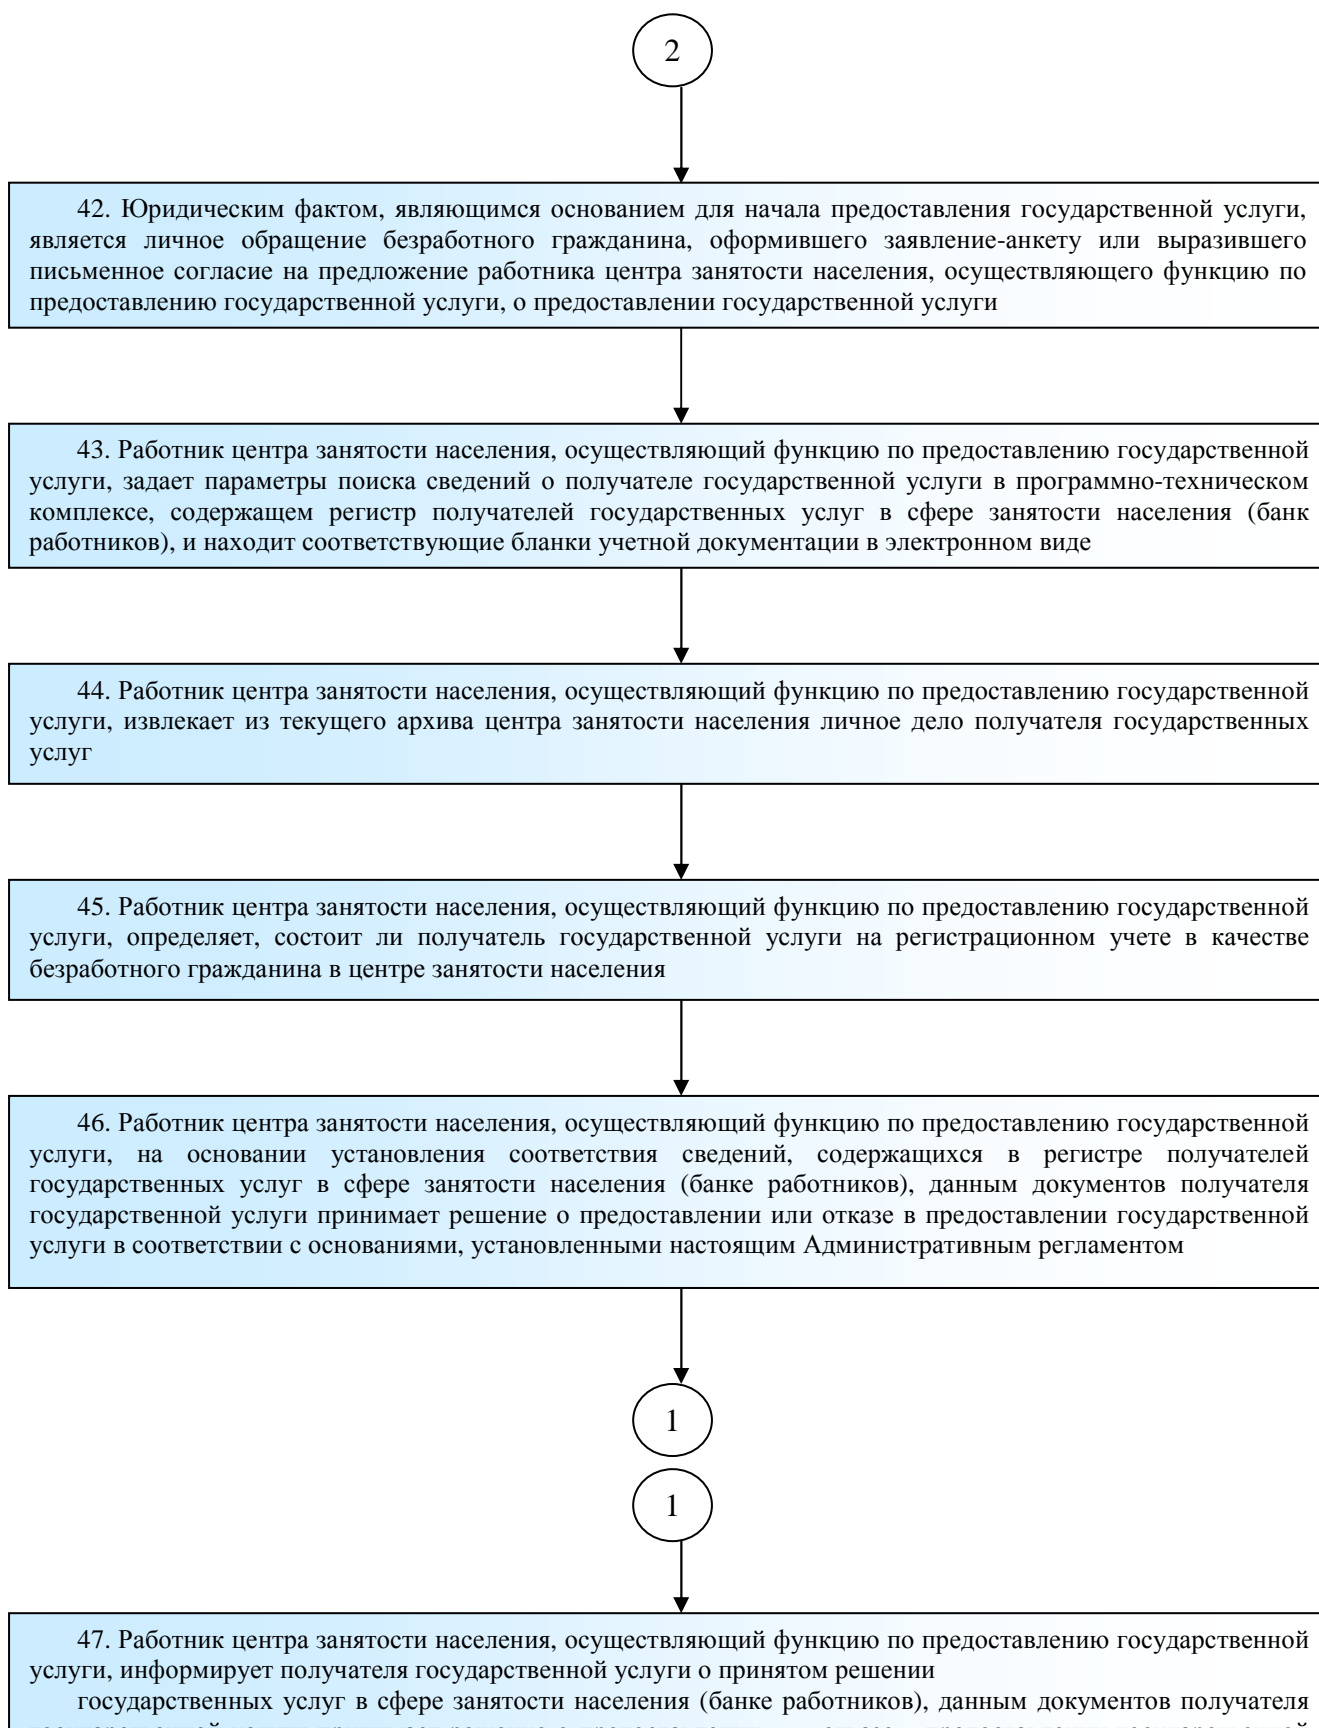 2
42. Юридическим фактом, являющимся основанием для начала предоставления государственной услуги,
является личное обращение безработного гражданина, оформившего заявление-анкету или выразившего
письменное согласие на предложение работника центра занятости населения, осуществляющего функцию по
предоставлению государственной услуги, о предоставлении государственной услуги
43. Работник центра занятости населения, осуществляющий функцию по предоставлению государственной
услуги, задает параметры поиска сведений о получателе государственной услуги в программно-техническом
комплексе, содержащем регистр получателей государственных услуг в сфере занятости населения (банк
работников), и находит соответствующие бланки учетной документации в электронном виде
44. Работник центра занятости населения, осуществляющий функцию по предоставлению государственной
услуги, извлекает из текущего архива центра занятости населения личное дело получателя государственных
услуг
45. Работник центра занятости населения, осуществляющий функцию по предоставлению государственной
услуги, определяет, состоит ли получатель государственной услуги на регистрационном учете в качестве
безработного гражданина в центре занятости населения
46. Работник центра занятости населения, осуществляющий функцию по предоставлению государственной
услуги, на основании установления соответствия сведений, содержащихся в регистре получателей
государственных услуг в сфере занятости населения (банке работников), данным документов получателя
государственной услуги принимает решение о предоставлении или отказе в предоставлении государственной
услуги в соответствии с основаниями, установленными настоящим Административным регламентом
1
1
47. Работник центра занятости населения, осуществляющий функцию по предоставлению государственной
услуги, информирует получателя государственной услуги о принятом решении
государственных услуг в сфере занятости населения (банке работников), данным документов получателя